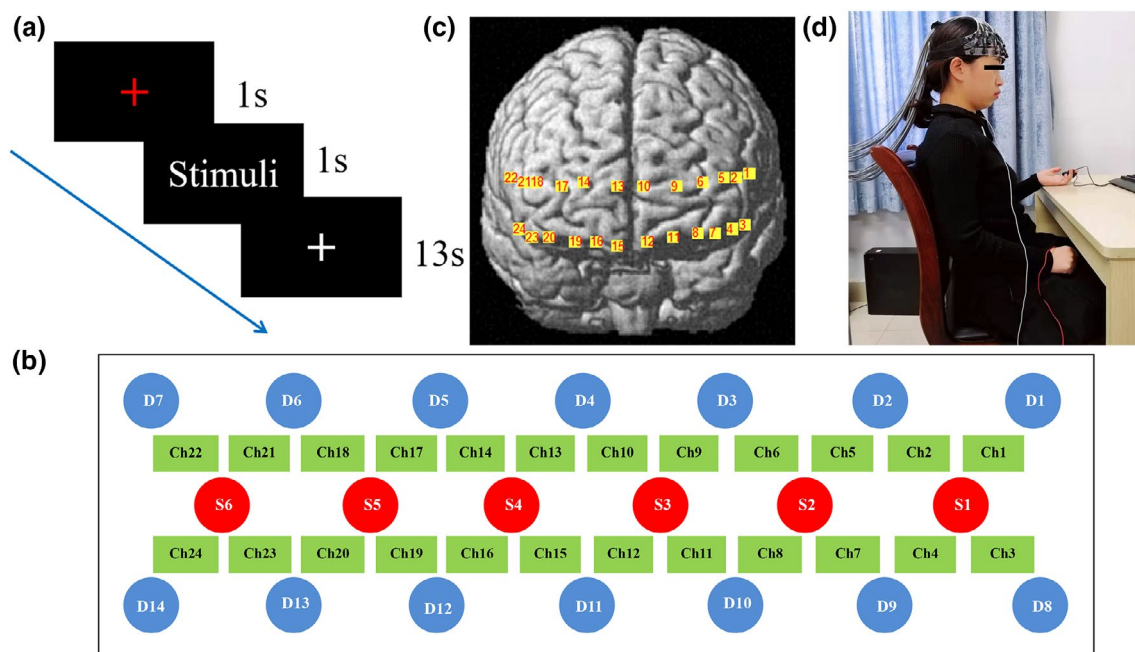 (a)
1s
Stimuli
1s
13s
(c)
22 21 18 17 14 13 10 9 6 5 2 1
24 23 20 19 16 15 12 11 8 7 4 3
(d)
(b)
D7 D6 D5 D4 D3 D2 D1
Ch22 Ch21 Ch18 Ch17 Ch14 Ch13 Ch10 Ch9 Ch6 Ch5 Ch2 Ch1
S6 S5 S4 S3 S2 S1
Ch24 Ch23 Ch20 Ch19 Ch16 Ch15 Ch12 Ch11 Ch8 Ch7 Ch4 Ch3
D14 D13 D12 D11 D10 D9 D8